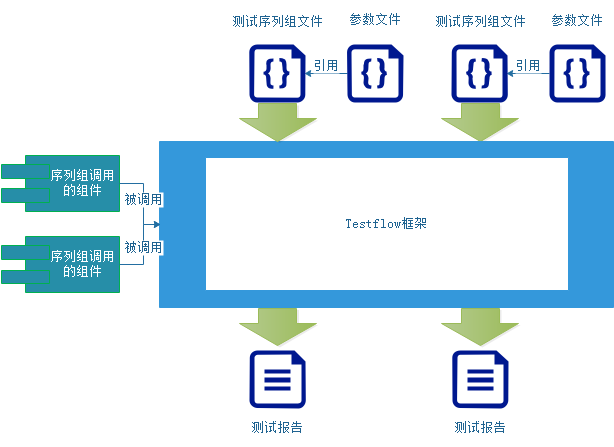 测试序列组文件
参数文件
测试序列组文件
参数文件
{}
引用
{}
{}
引用
{}
序列组调用
的组件
被调用
序列组调用
的组件
被调用
Testflow框架
测试报告
测试报告